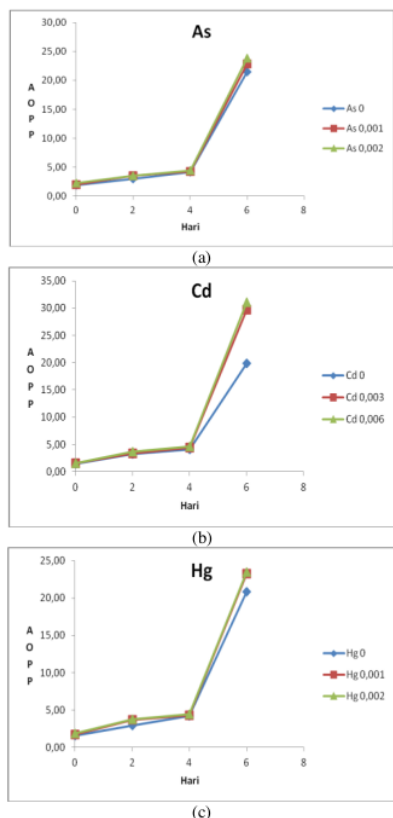 As
30,00
25,00
20,00
15,00
10,00
5,00
0,00
A
O
P
P
0 2 4 6 8
Hari
As 0
As 0,001
As 0,002
(a)
Cd
35,00
30,00
25,00
20,00
15,00
10,00
5,00
0,00
A
O
P
P
0 2 4 6 8
Hari
Cd 0
Cd 0,003
Cd 0,006
(b)
Hg
25,00
20,00
15,00
10,00
5,00
0,00
A
O
P
P
0 2 4 6 8
Hari
Hg 0
Hg 0,001
Hg 0,002
(c)